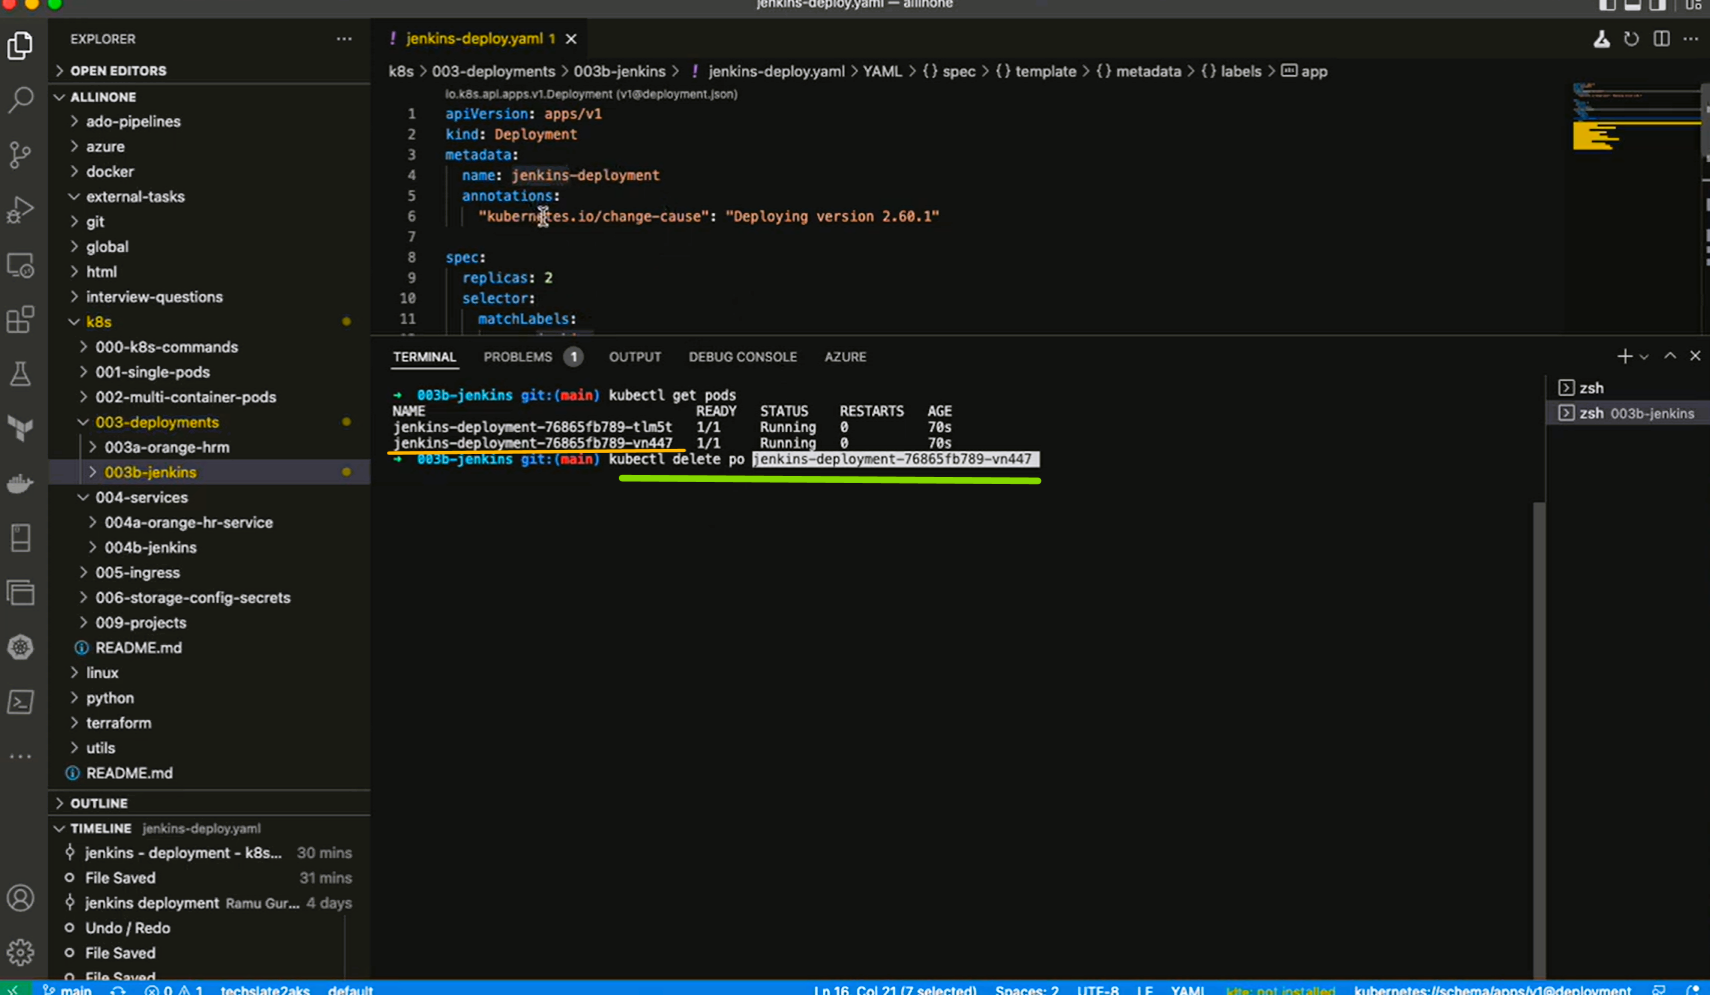 jenkins-deploy.yaml — allinone
EXPLORER
OPEN EDITORS
ALLINONE
ado-pipelines
azure
docker
external-tasks
git
global
html
interview-questions
k8s
000-k8s-commands
001-single-pods
002-multi-container-pods
003-deployments
003a-orange-hrm
003b-jenkins
004-services
004a-orange-hr-service
004b-jenkins
005-ingress
006-storage-config-secrets
009-projects
README.md
linux
python
terraform
utils
README.md
OUTLINE
TIMELINE jenkins-deploy.yaml
jenkins - deployment - k8s... 30 mins
File Saved 31 mins
jenkins deployment Ramu Gur... 4 days
Undo / Redo
File Saved
File Saved
! jenkins-deploy.yaml 1
k8s > 003-deployments > 003b-jenkins > ! jenkins-deploy.yaml > YAML > {} spec > {} template > {} metadata > {} labels > app
io.k8s.api.apps.v1.Deployment (v1@deployment.json)
1 apiVersion: apps/v1
2 kind: Deployment
3 metadata:
4 name: jenkins-deployment
5 annotations:
6 "kubernetes.io/change-cause": "Deploying version 2.60.1"
7
8 spec:
9 replicas: 2
10 selector:
11 matchLabels:
TERMINAL PROBLEMS 1 OUTPUT DEBUG CONSOLE AZURE
→ 003b-jenkins git:(main) kubectl get pods
NAME READY STATUS RESTARTS AGE
jenkins-deployment-76865fb789-tlm5t 1/1 Running 0 70s
jenkins-deployment-76865fb789-vn447 1/1 Running 0 70s
→ 003b-jenkins git:(main) kubectl delete po jenkins-deployment-76865fb789-vn447
zsh
zsh 003b-jenkins
main 0 1 techslate2aks default Ln 16, Col 21 (7 selected) Spaces: 2 UTF-8 LF YAML kite: not installed kubernetes://schema/apps/v1@deployment